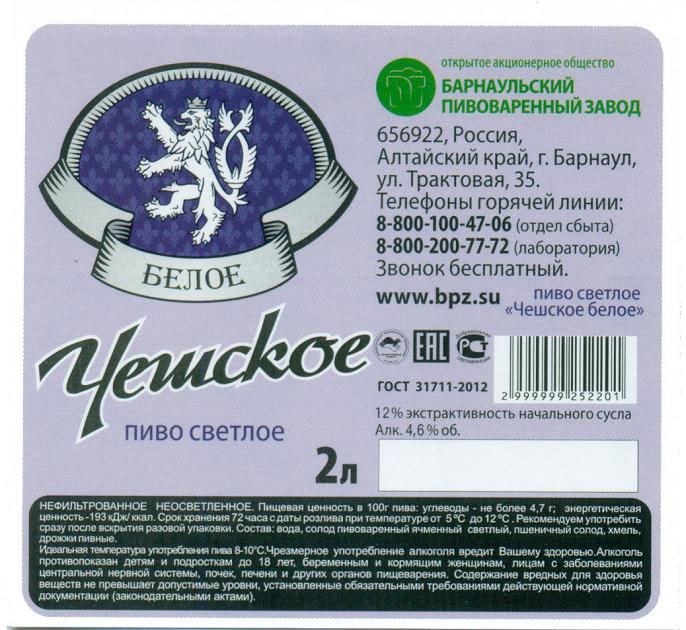 БЕЛОЕ
Чешское
пиво светлое
2л
открытое акционерное общество
БАРНАУЛЬСКИЙ
ПИВОВАРЕННЫЙ ЗАВОД
656922, Россия,
Алтайский край, г. Барнаул,
ул. Трактовая, 35.
Телефоны горячей линии:
8-800-100-47-06 (отдел сбыта)
8-800-200-77-72 (лаборатория)
Звонок бесплатный.
www.bpz.su
пиво светлое
«Чешское белое»
ЕАС
РСТ
ГОСТ 31711-2012
2 999999 252201
12% экстрактивность начального сусла
Алк. 4,6% об.
НЕФИЛЬТРОВАННОЕ НЕОСВЕТЛЕННОЕ. Пищевая ценность в 100г пива: углеводы - не более 4,7 г; энергетическая
ценность -193 кДж/ ккал. Срок хранения 72 часа с даты розлива при температуре от 5 °С до 12 °С . Рекомендуем употребить
сразу после вскрытия разовой упаковки. Состав: вода, солод пивоваренный ячменный светлый, пшеничный солод, хмель,
дрожжи пивные.
Идеальная температура употребления пива 8-10°С.Чрезмерное употребление алкоголя вредит Вашему здоровью.Алкоголь
противопоказан детям и подросткам до 18 лет, беременным и кормящим женщинам, лицам с заболеваниями
центральной нервной системы, почек, печени и других органов пищеварения. Содержание вредных для здоровья
веществ не превышает допустимые уровни, установленные обязательными требованиями действующей нормативной
документации (законодательными актами).